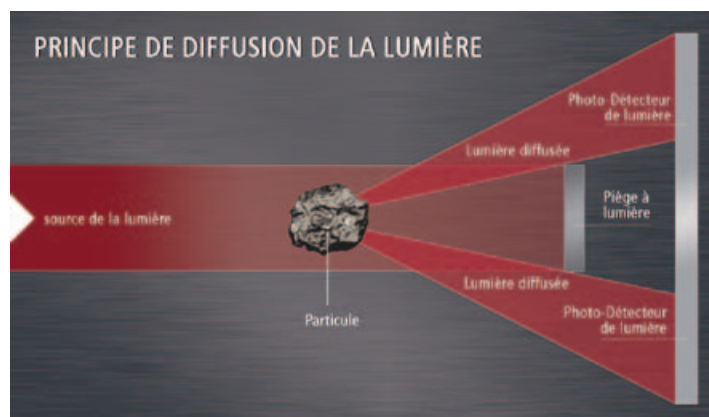 PRINCIPE DE DIFFUSION DE LA LUMIÈRE
Photo-Détecteur
de lumière
Lumière diffusée
Piège à
lumière
source de la lumière
Lumière diffusée
Particule
Photo-Détecteur
de lumière